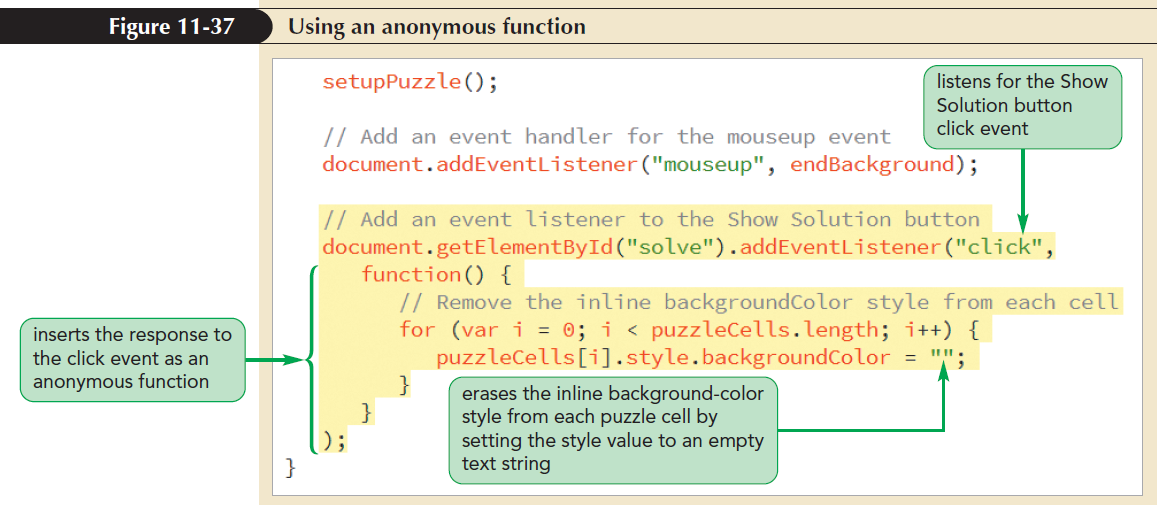 Figure 11-37
Using an anonymous function
setupPuzzle();
listens for the Show
Solution button
click event
// Add an event handler for the mouseup event
document.addEventListener("mouseup", endBackground);
// Add an event listener to the Show Solution button
document.getElementById("solve").addEventListener("click",
function() {
// Remove the inline backgroundColor style from each cell
for (var i = 0; i < puzzleCells.length; i++) {
puzzleCells[i].style.backgroundColor = "";
}
}
);
}
inserts the response to
the click event as an
anonymous function
erases the inline background-color
style from each puzzle cell by
setting the style value to an empty
text string